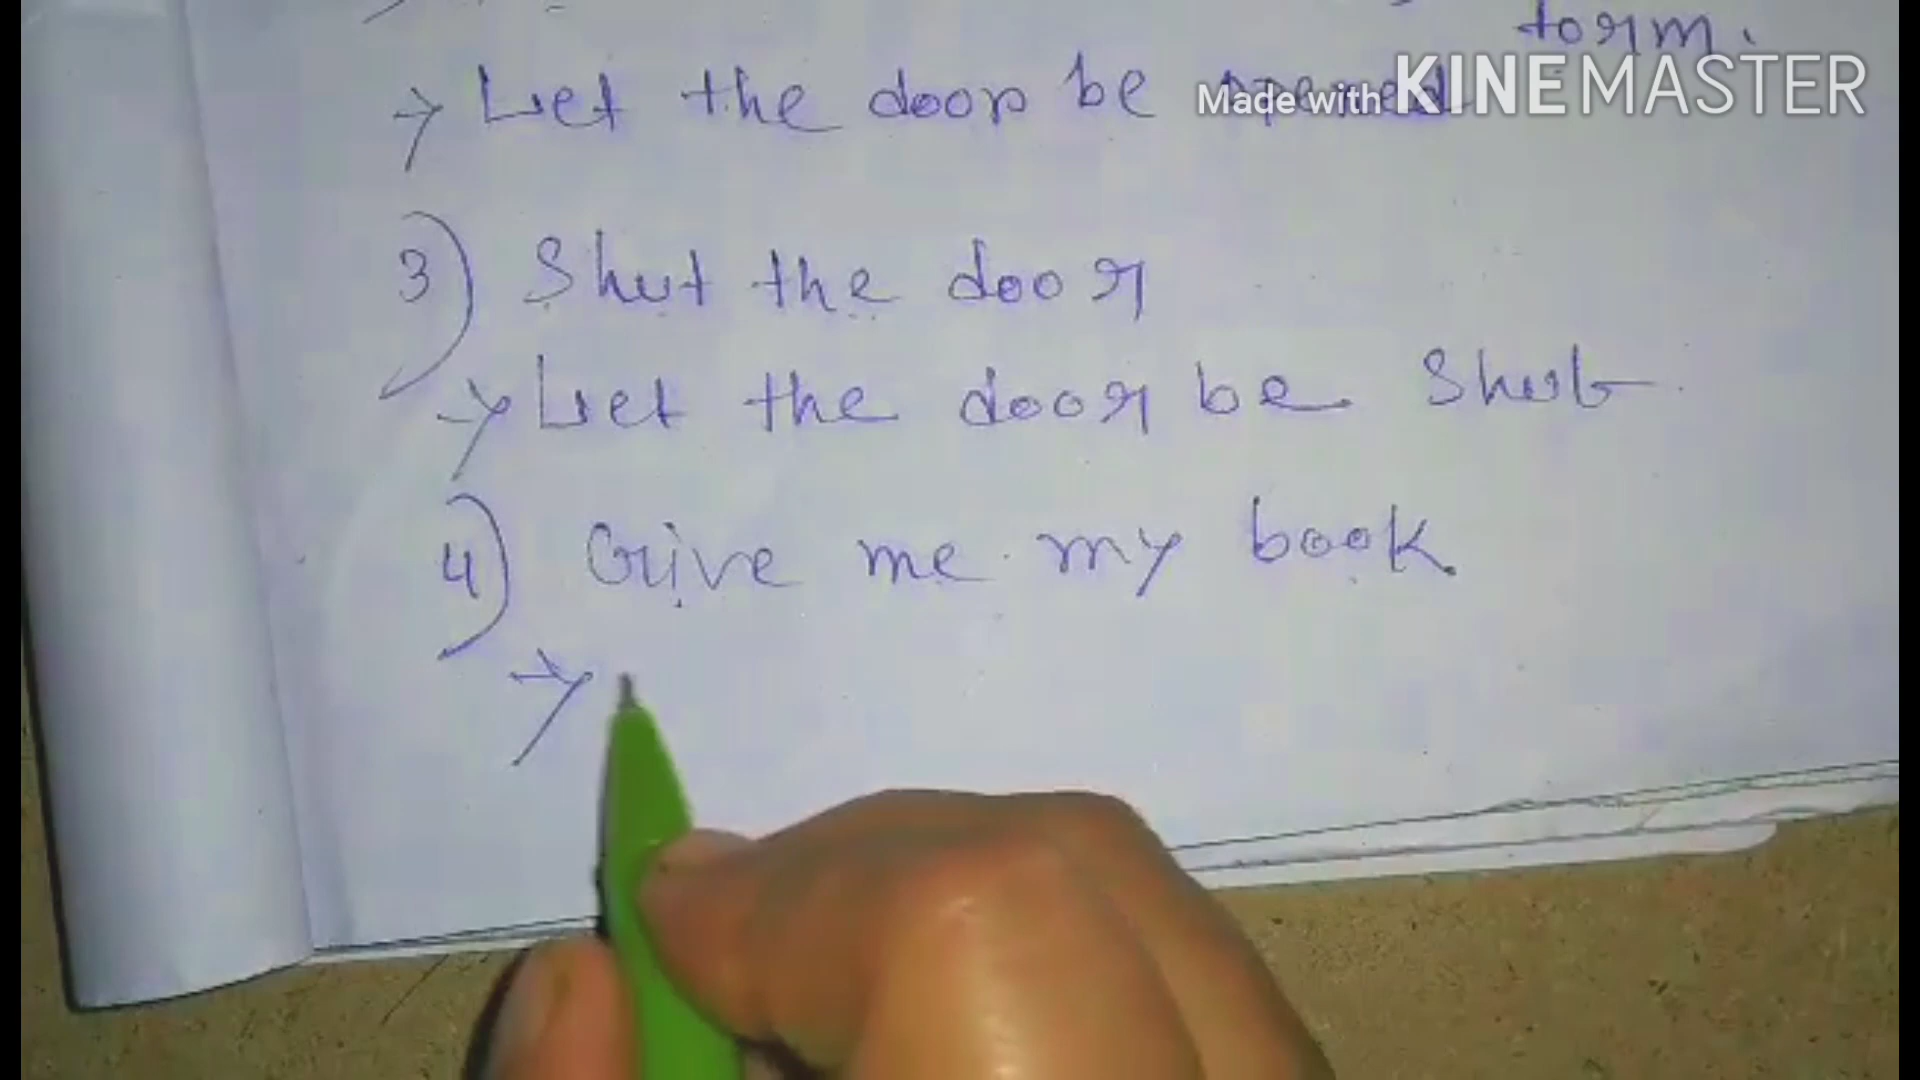 form.
→ Let the door be opened
Made with KINEMASTER
3) Shut the door
→ Let the door be Shut
4) Give me my book.
→